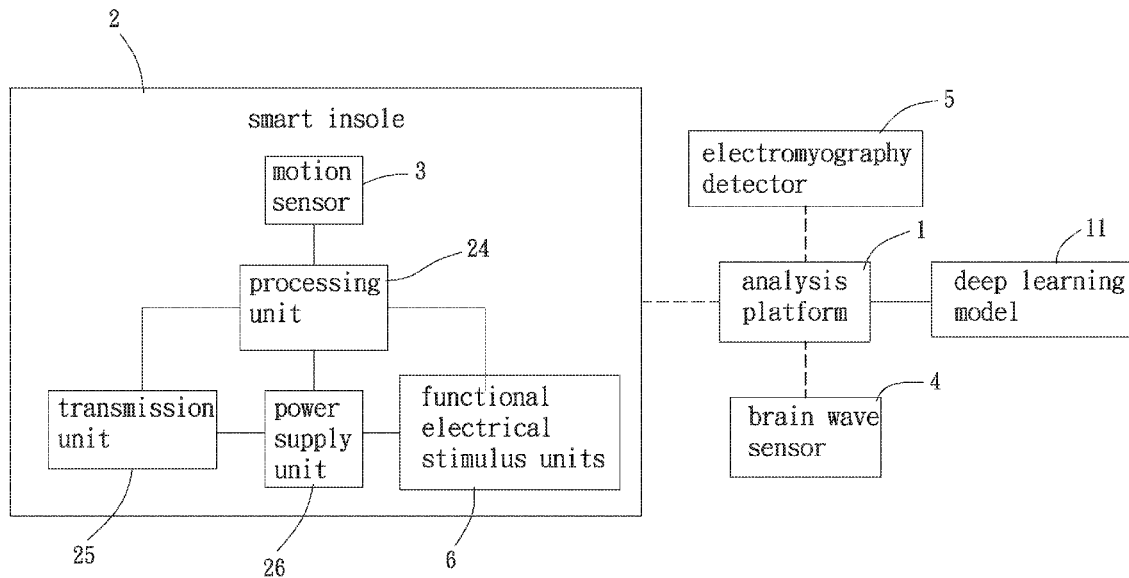 2
smart insole
motion
sensor
3
processing
unit
24
transmission
unit
25
power
supply
unit
26
functional
electrical
stimulus units
6
electromyography
detector
5
analysis
platform
1
deep learning
model
11
brain wave
sensor
4